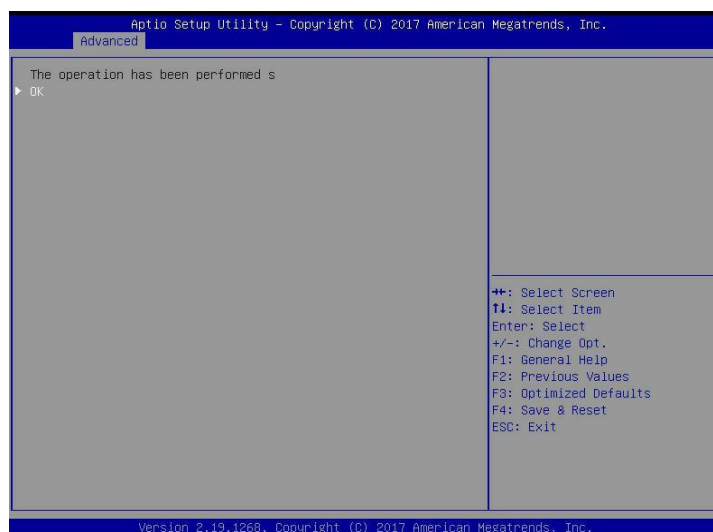 Aptio Setup Utility – Copyright (C) 2017 American Megatrends, Inc.
Advanced
The operation has been performed s
OK
→←: Select Screen
↑↓: Select Item
Enter: Select
+/-: Change Opt.
F1: General Help
F2: Previous Values
F3: Optimized Defaults
F4: Save & Reset
ESC: Exit
Version 2.19.1268. Copyright (C) 2017 American Megatrends, Inc.